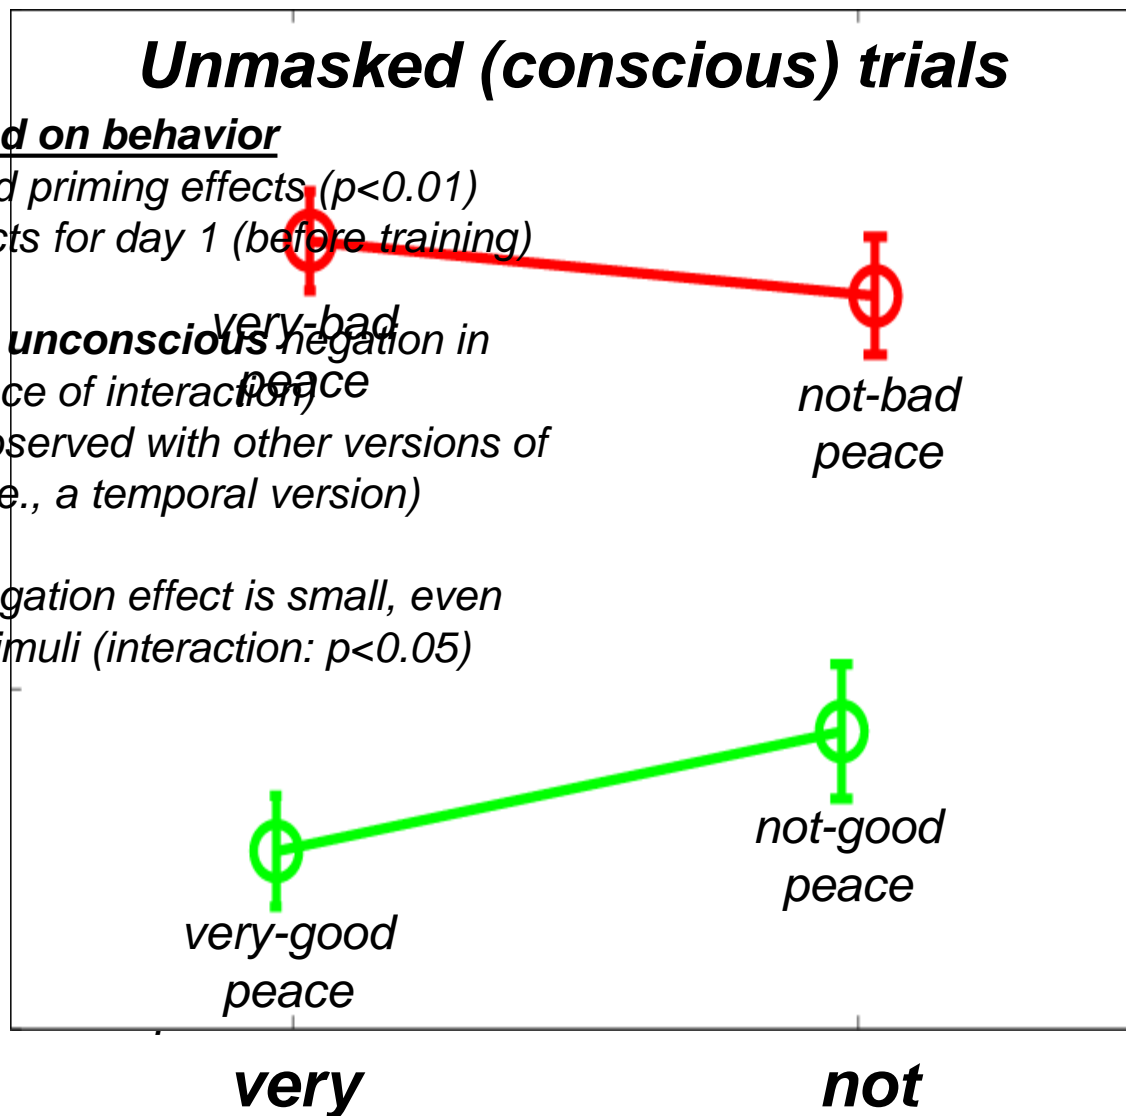 Unmasked (conscious) trials
d on behavior
d priming effects (p<0.01)
cts for day 1 (before training)
very-bad
peace
unconscious negation in
ce of interaction)
not-bad
peace
served with other versions of
e., a temporal version)
gation effect is small, even
muli (interaction: p<0.05)
not-good
peace
very-good
peace
very not